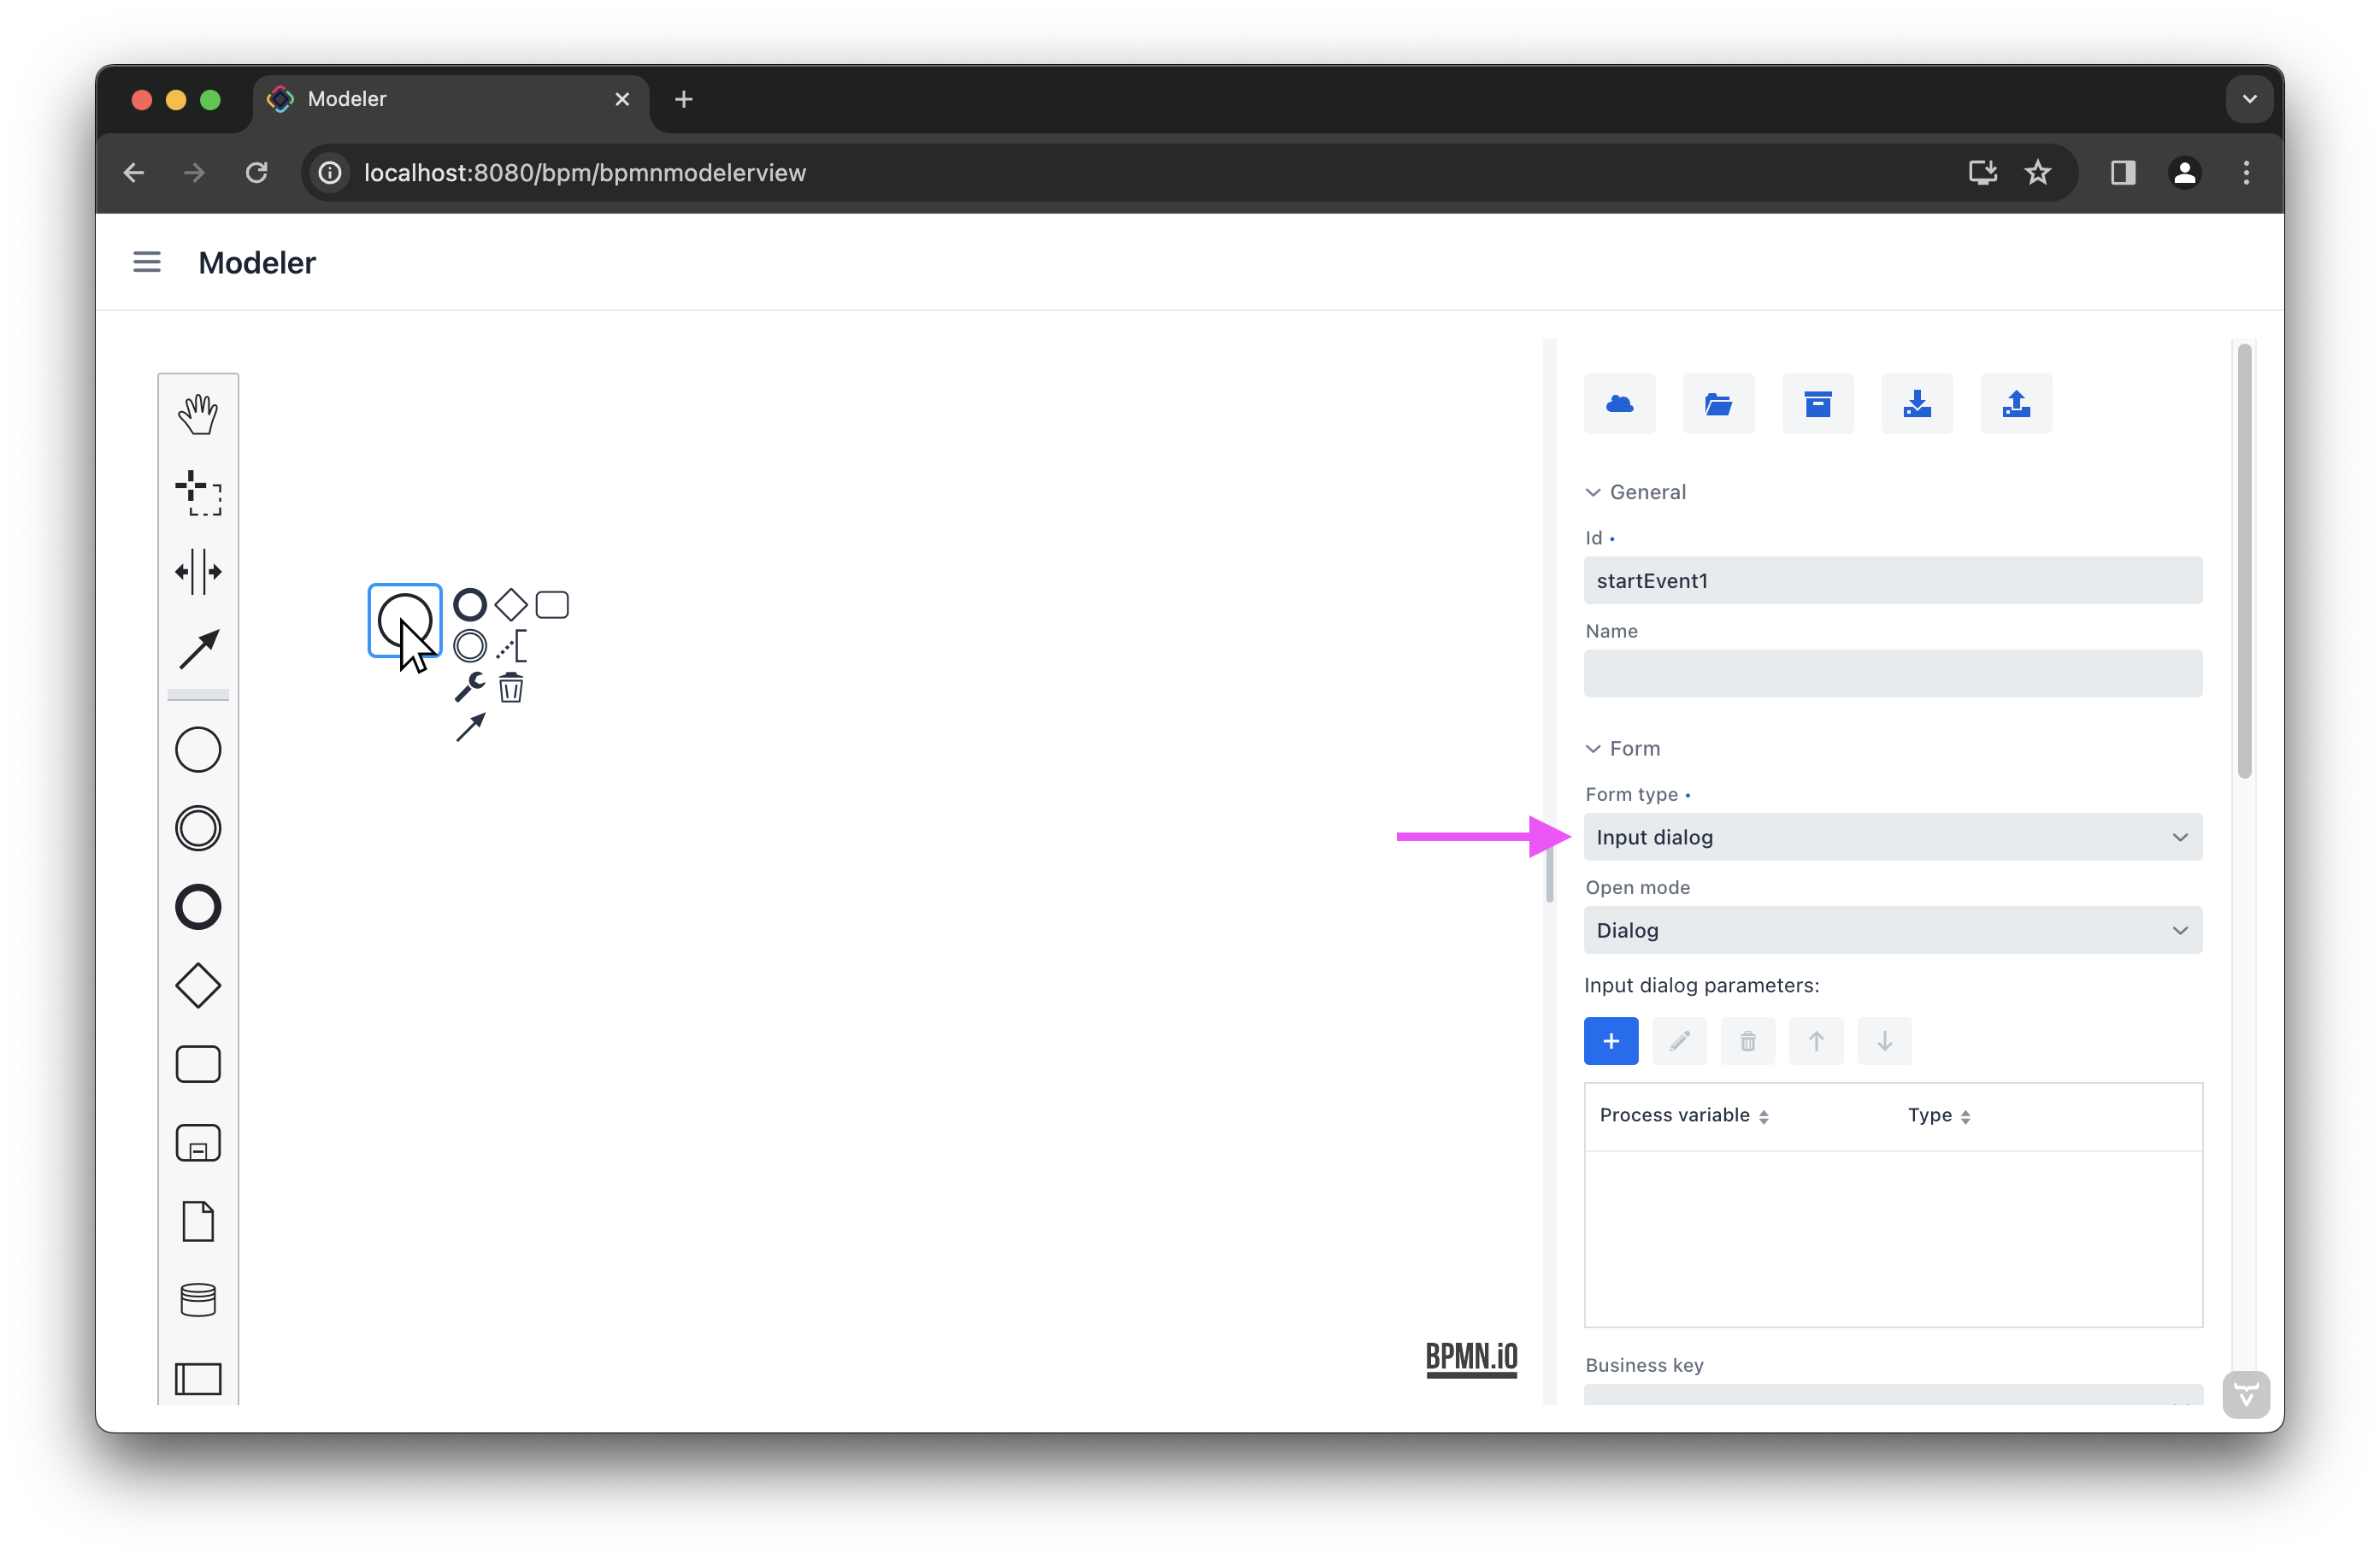 Modeler
localhost:8080/bpm/bpmnmodelerview
Modeler
General
Id
startEvent1
Name
Form
Form type
Input dialog
Open mode
Dialog
Input dialog parameters:
Process variable
Type
BPMN.iO
Business key